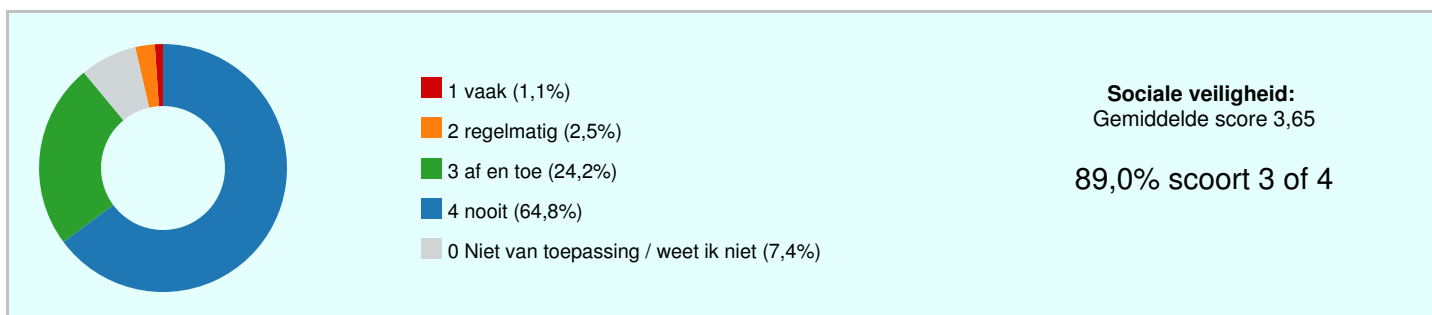 1 vaak (1,1%)
2 regelmatig (2,5%)
3 af en toe (24,2%)
4 nooit (64,8%)
0 Niet van toepassing / weet ik niet (7,4%)
Sociale veiligheid:
Gemiddelde score 3,65
89,0% scoort 3 of 4